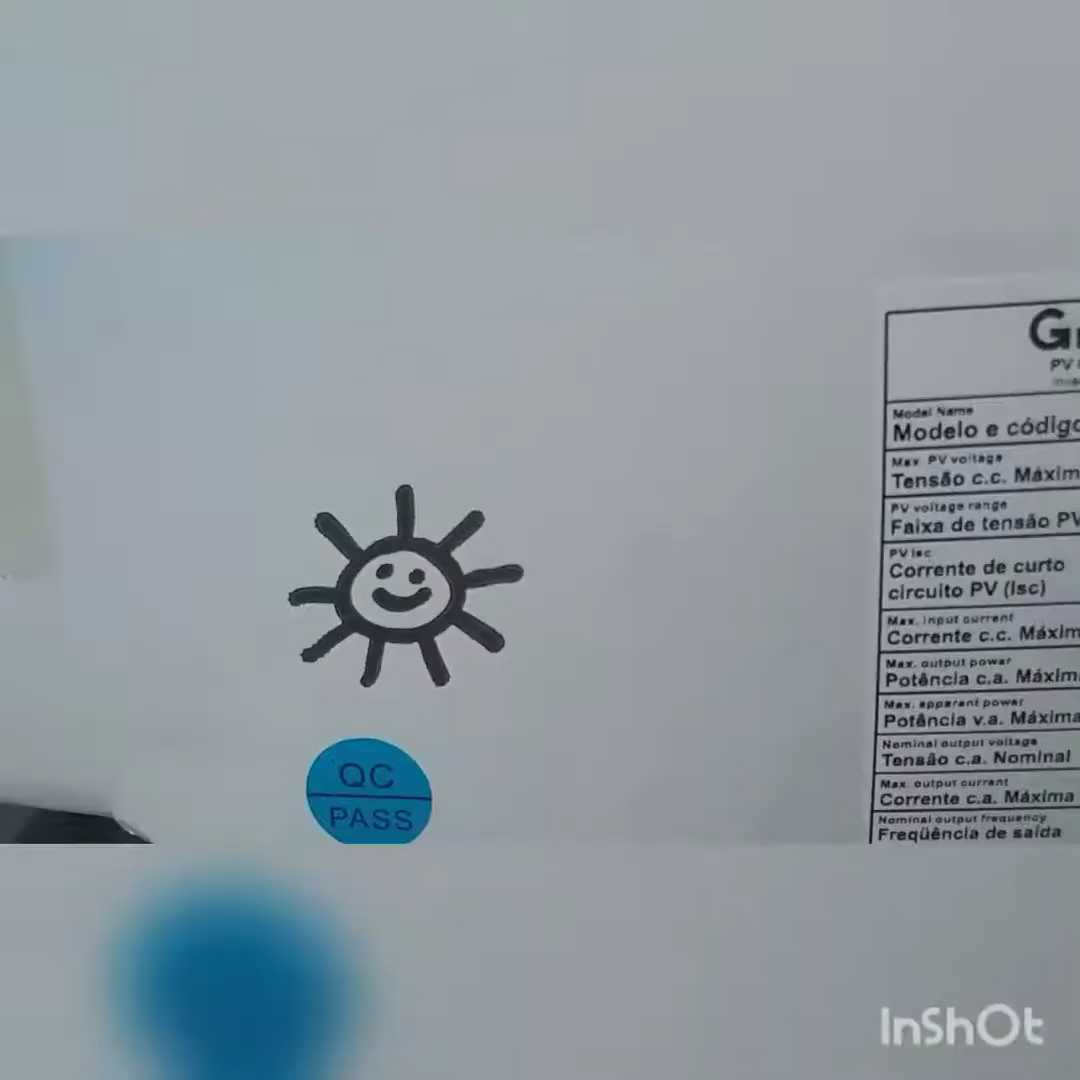 QC
PASS
Model Name
Modelo e código
Max. PV voltage
Tensão c.c. Máxim
PV voltage range
Faixa de tensão PV
PV Isc
Corrente de curto
circuito PV (Isc)
Max. input current
Corrente c.c. Máxim
Max. output power
Potência c.a. Máxima
Max. apparent power
Potência v.a. Máxima
Nominal output voltage
Tensão c.a. Nominal
Max. output current
Corrente c.a. Máxima
Nominal output frequency
Freqüência de saída
InShOt